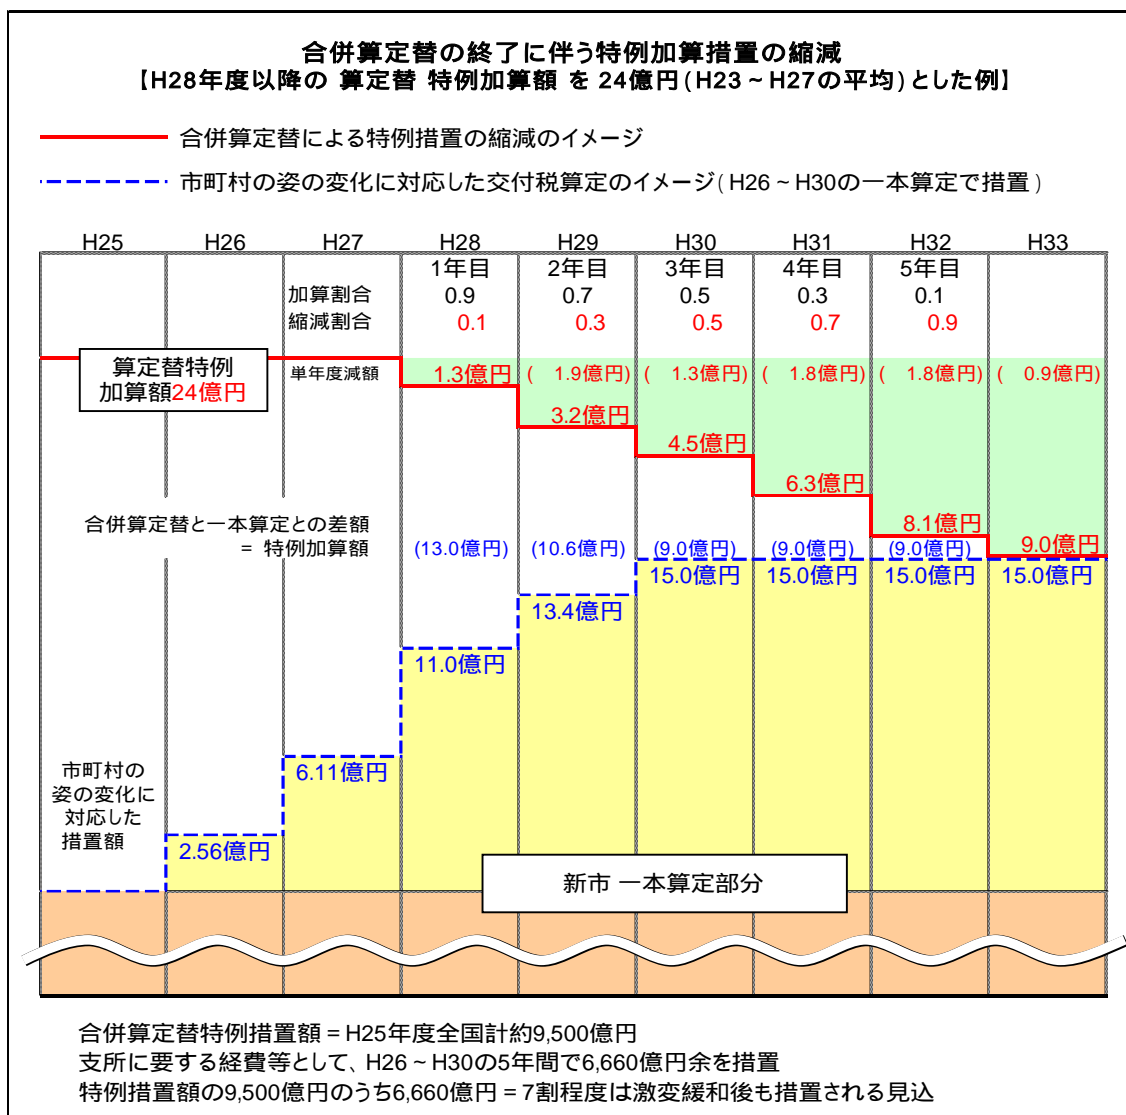 合併算定替の終了に伴う特例加算措置の縮減
【H28年度以降の 算定替 特例加算額 を 24億円(H23～H27の平均)とした例】
合併算定替による特例措置の縮減のイメージ
市町村の姿の変化に対応した交付税算定のイメージ(H26～H30の一本算定で措置)
H25 H26 H27 H28 H29 H30 H31 H32 H33
1年目 2年目 3年目 4年目 5年目
加算割合 0.9 0.7 0.5 0.3 0.1
縮減割合 0.1 0.3 0.5 0.7 0.9
算定替特例
加算額24億円
単年度減額 1.3億円 ( 1.9億円) ( 1.3億円) ( 1.8億円) ( 1.8億円) ( 0.9億円)
3.2億円
4.5億円
6.3億円
8.1億円
9.0億円
合併算定替と一本算定との差額
= 特例加算額
(13.0億円) (10.6億円) (9.0億円) (9.0億円) (9.0億円)
15.0億円 15.0億円 15.0億円 15.0億円
13.4億円
11.0億円
6.11億円
2.56億円
市町村の
姿の変化に
対応した
措置額
新市 一本算定部分
合併算定替特例措置額 = H25年度全国計約9,500億円
支所に要する経費等として、H26～H30の5年間で6,660億円余を措置
特例措置額の9,500億円のうち6,660億円 = 7割程度は激変緩和後も措置される見込